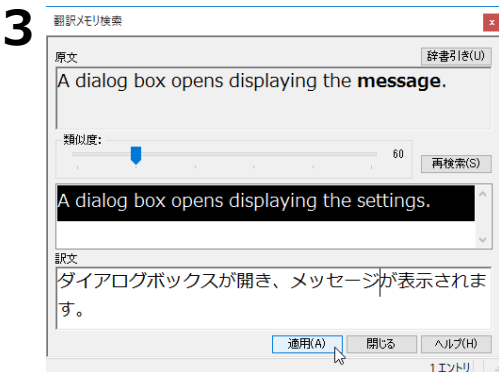 3
翻訳メモリ検索
原文
辞書引き(U)
A dialog box opens displaying the message.
類似度:
60
再検索(S)
A dialog box opens displaying the settings.
訳文
ダイアログボックスが開き、メッセージが表示されま
す。
適用(A) 閉じる ヘルプ(H)
1 エントリ